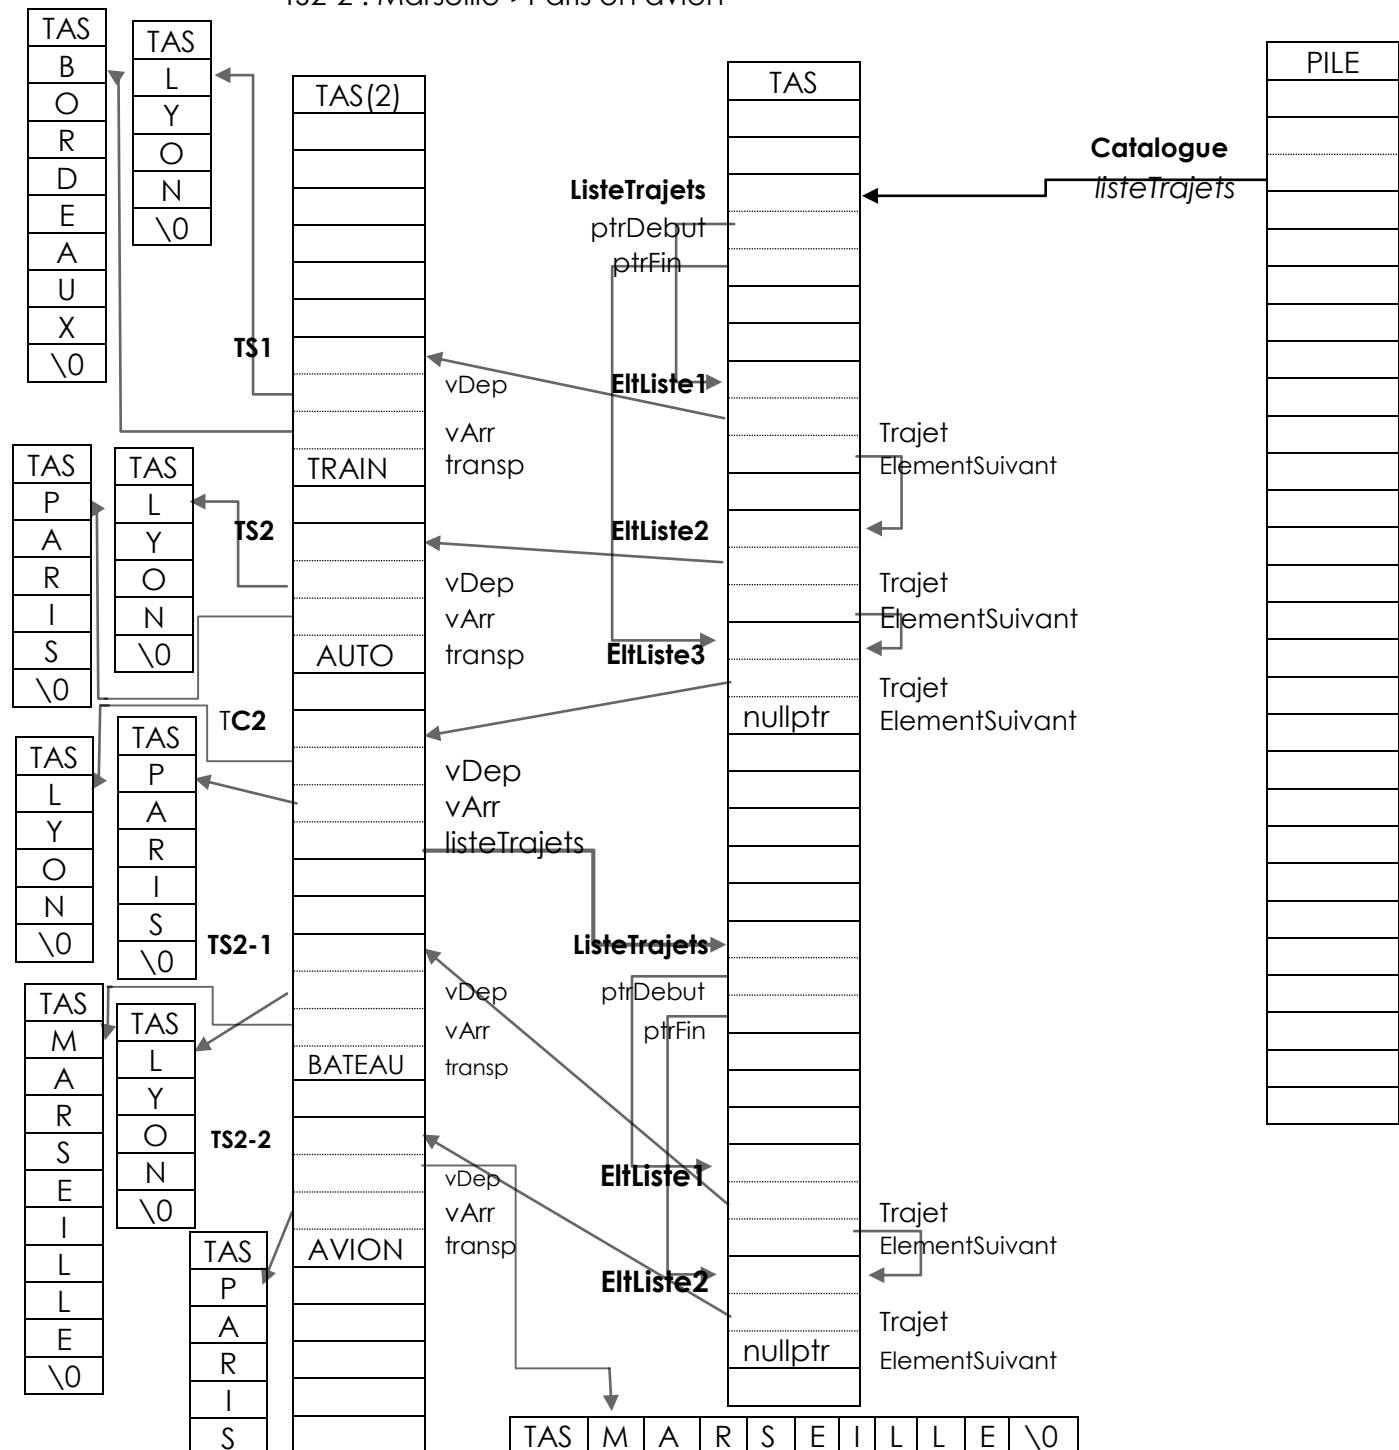 TS2-2 : Marseille->Paris en avion
TAS
B
O
R
D
E
A
U
X
\0
TAS
L
Y
O
N
\0
TAS(2)
TAS
PILE
Catalogue
listeTrajets
ListeTrajets
ptrDebut
ptrFin
TS1
vDep
vArr
transp
TRAIN
EltListe1
Trajet
ElementSuivant
TAS
P
A
R
I
S
\0
TAS
L
Y
O
N
\0
TS2
vDep
vArr
transp
AUTO
EltListe2
Trajet
ElementSuivant
EltListe3
Trajet
ElementSuivant
nullptr
TC2
TAS
L
Y
O
N
\0
TAS
P
A
R
I
S
\0
vDep
vArr
listeTrajets
ListeTrajets
ptrDebut
ptrFin
TS2-1
vDep
vArr
transp
BATEAU
TAS
M
A
R
S
E
I
L
L
E
\0
TAS
L
Y
O
N
\0
TS2-2
vDep
vArr
transp
AVION
EltListe1
Trajet
ElementSuivant
EltListe2
Trajet
ElementSuivant
nullptr
TAS
P
A
R
I
S
TAS M A R S E I L L E \0